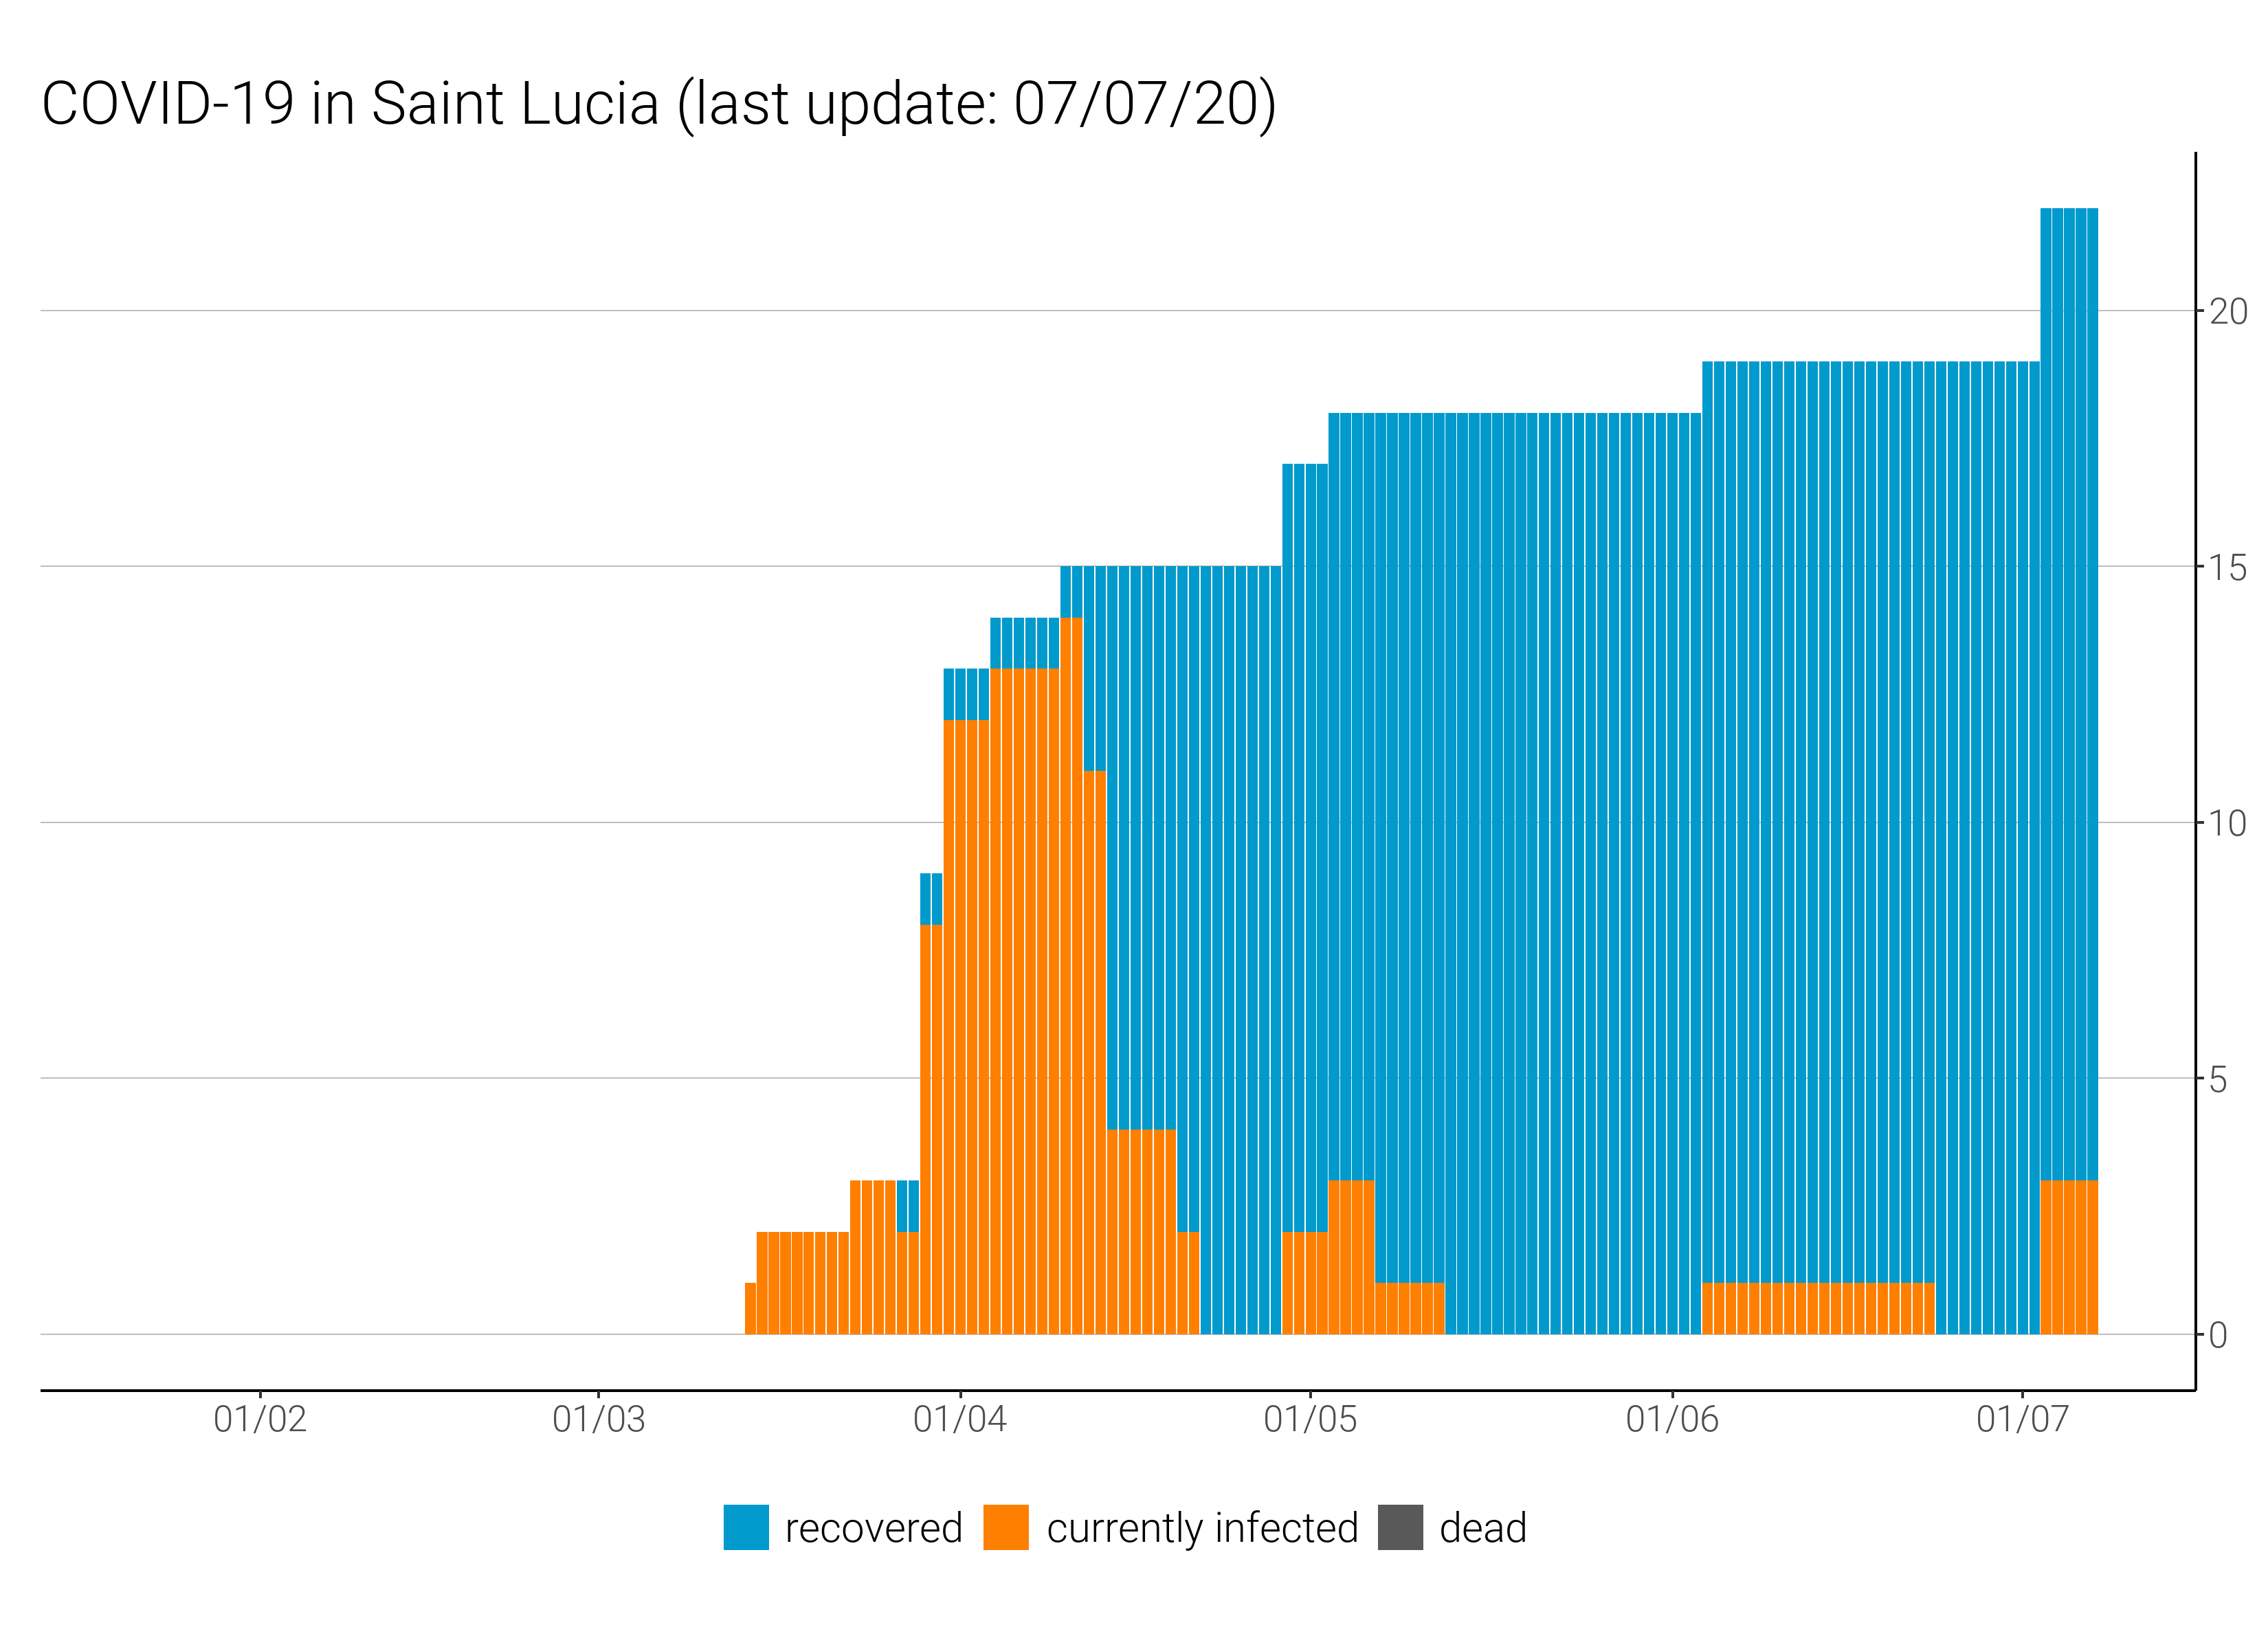 COVID-19 in Saint Lucia (last update: 07/07/20)
20
15
10
5
0
01/02 01/03 01/04 01/05 01/06 01/07
recovered currently infected dead